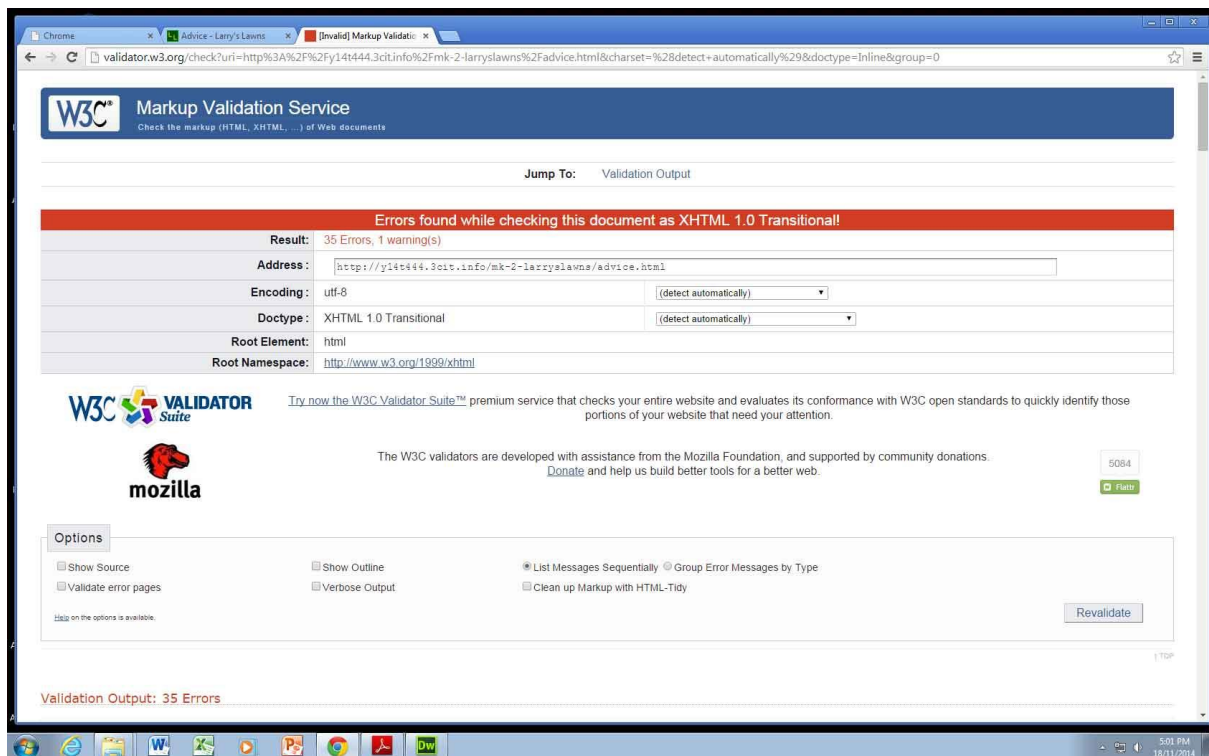 Chrome
Advice - Larry's Lawns
[Invalid] Markup Validatio
validator.w3.org/check?uri=http%3A%2F%2Fy14t444.3cit.info%2Fmk-2-larryslawns%2Fadvice.html&charset=%28detect+automatically%29&doctype=Inline&group=0
W3C® Markup Validation Service
Check the markup (HTML, XHTML, ...) of Web documents
Jump To: Validation Output
Errors found while checking this document as XHTML 1.0 Transitional!
Result: 35 Errors, 1 warning(s)
Address : http://y14t444.3cit.info/mk-2-larryslawns/advice.html
Encoding : utf-8 (detect automatically)
Doctype : XHTML 1.0 Transitional (detect automatically)
Root Element: html
Root Namespace: http://www.w3.org/1999/xhtml
W3C VALIDATOR Suite
Try now the W3C Validator Suite™ premium service that checks your entire website and evaluates its conformance with W3C open standards to quickly identify those
portions of your website that need your attention.
mozilla
The W3C validators are developed with assistance from the Mozilla Foundation, and supported by community donations.
Donate and help us build better tools for a better web.
5084
Flattr
Options
Show Source Show Outline List Messages Sequentially Group Error Messages by Type
Validate error pages Verbose Output Clean up Markup with HTML-Tidy
Help on the options is available.
Revalidate
↑ TOP
Validation Output: 35 Errors
Dw
5:01 PM
18/11/2014